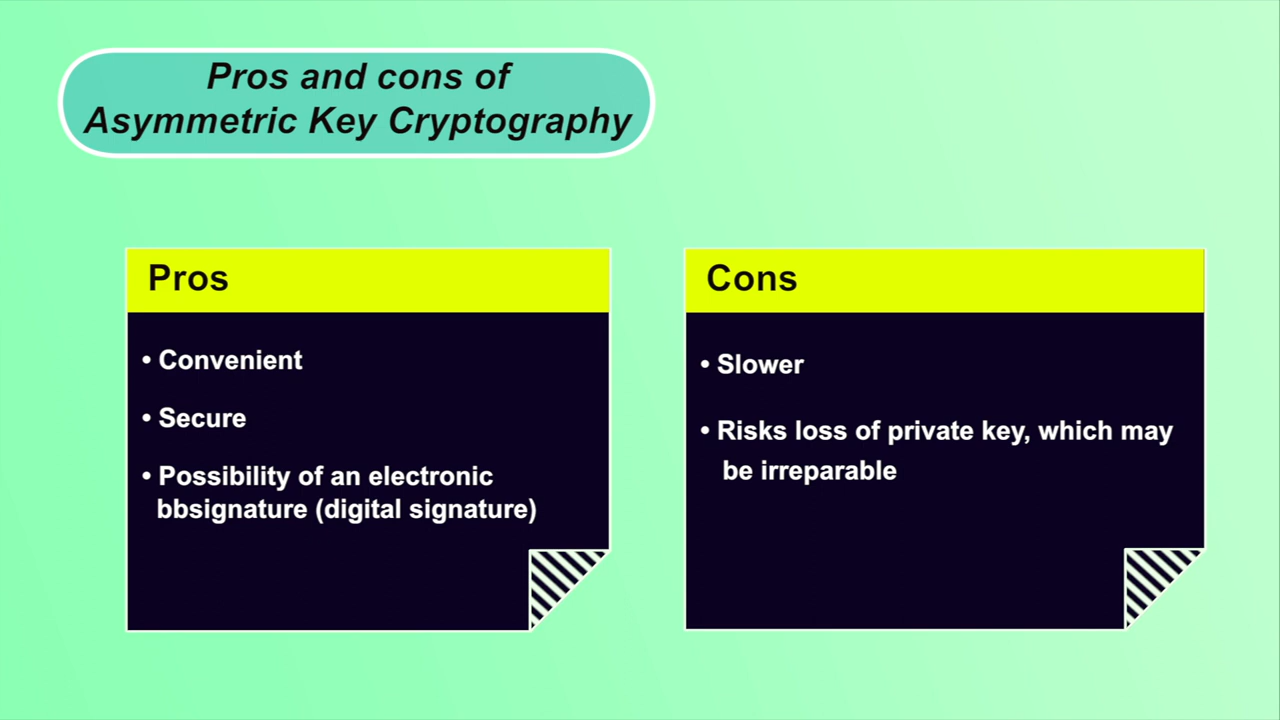 Pros and cons of
Asymmetric Key Cryptography
Pros
• Convenient
• Secure
• Possibility of an electronic
bbsignature (digital signature)
Cons
• Slower
• Risks loss of private key, which may
be irreparable